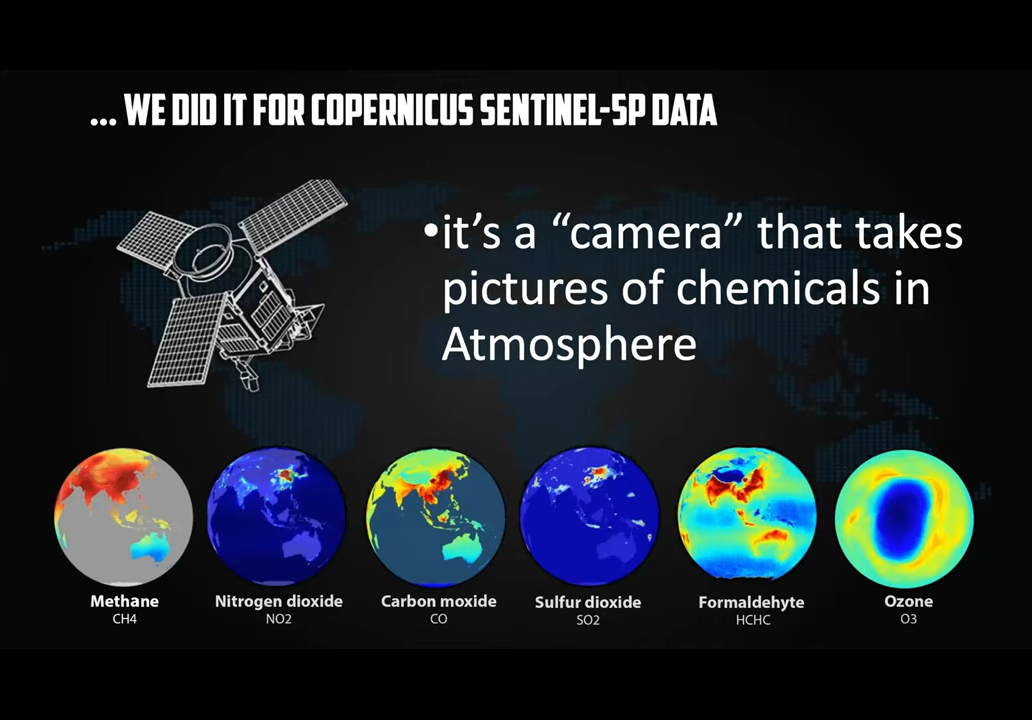 ... WE DID IT FOR COPERNICUS SENTINEL-5P DATA
•it's a “camera” that takes
pictures of chemicals in
Atmosphere
Methane
CH4
Nitrogen dioxide
NO2
Carbon moxide
CO
Sulfur dioxide
SO2
Formaldehyte
HCHC
Ozone
O3